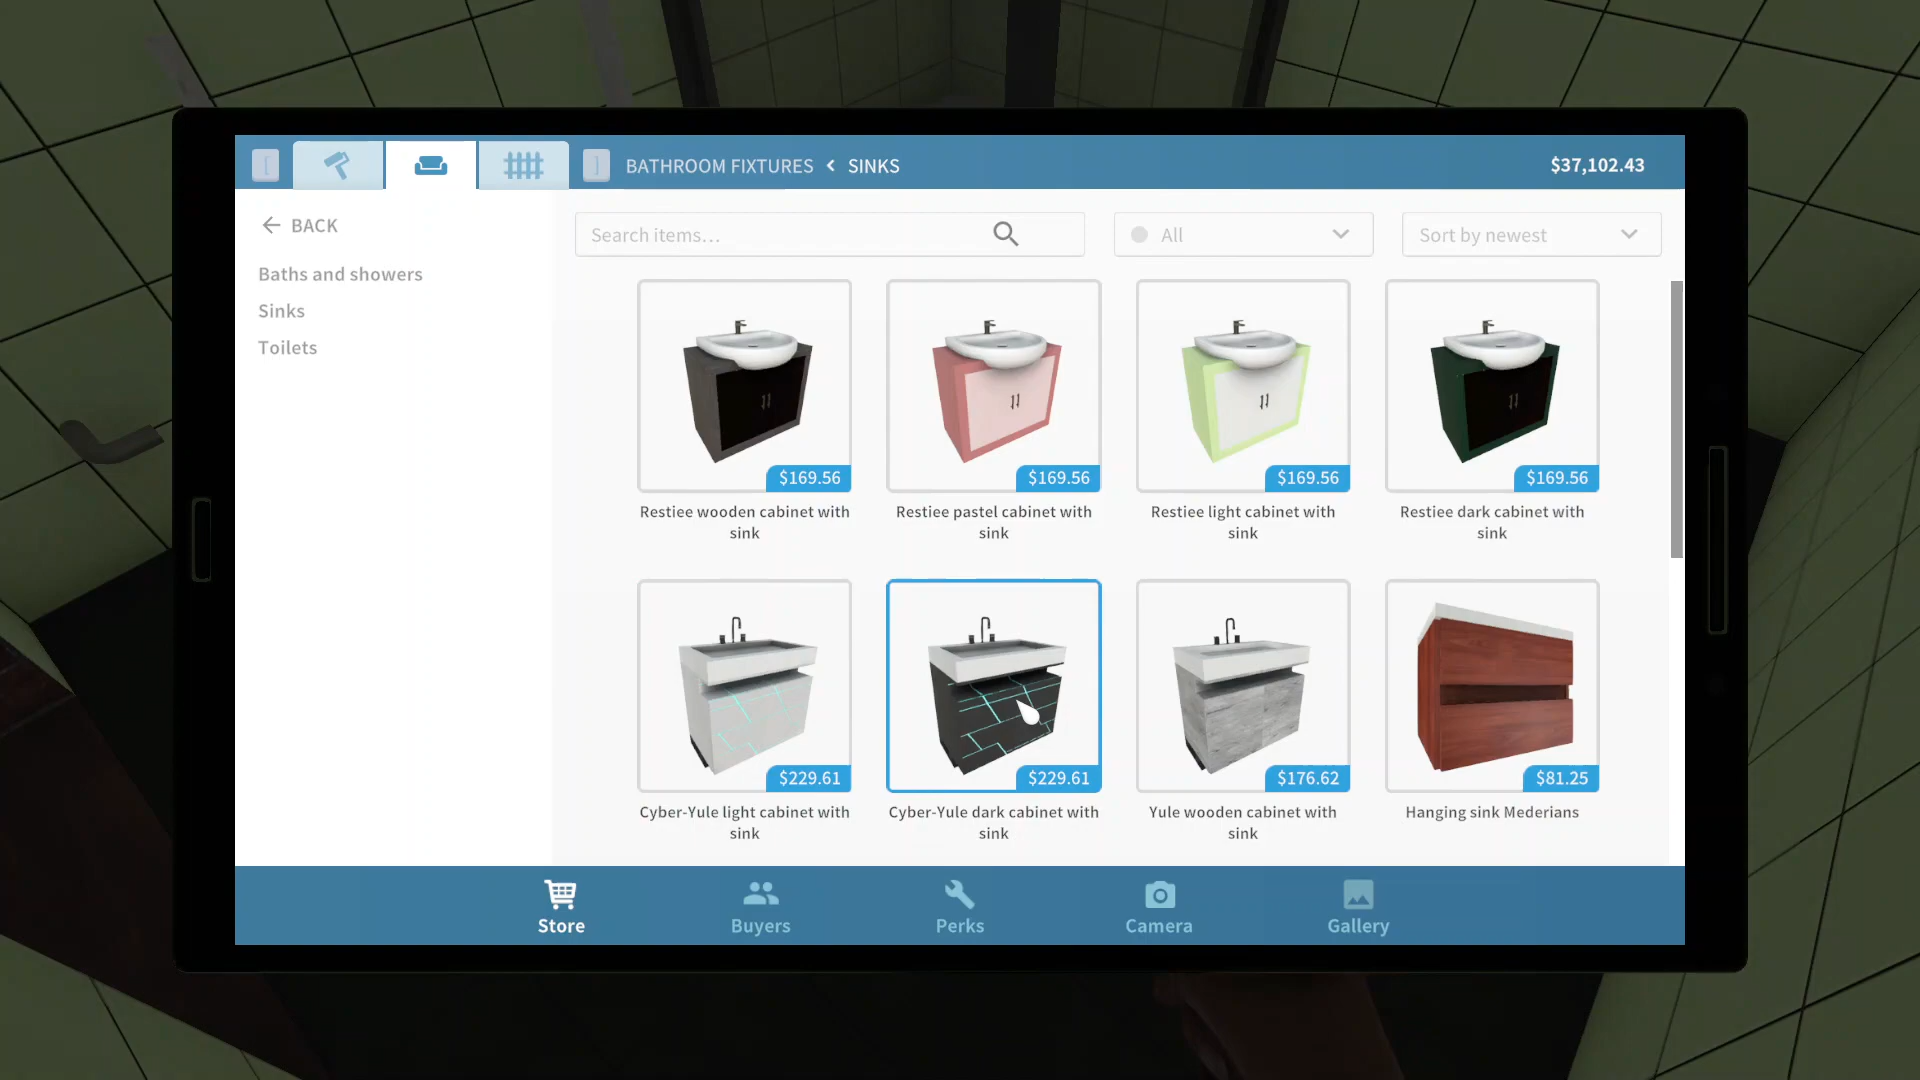 [
]
BATHROOM FIXTURES < SINKS
$37,102.43
BACK
Baths and showers
Sinks
Toilets
Search items...
All
Sort by newest
$169.56
$169.56
$169.56
$169.56
Restiee wooden cabinet with
sink
Restiee pastel cabinet with
sink
Restiee light cabinet with
sink
Restiee dark cabinet with
sink
$229.61
$229.61
$176.62
$81.25
Cyber-Yule light cabinet with
sink
Cyber-Yule dark cabinet with
sink
Yule wooden cabinet with
sink
Hanging sink Mederians
Store
Buyers
Perks
Camera
Gallery